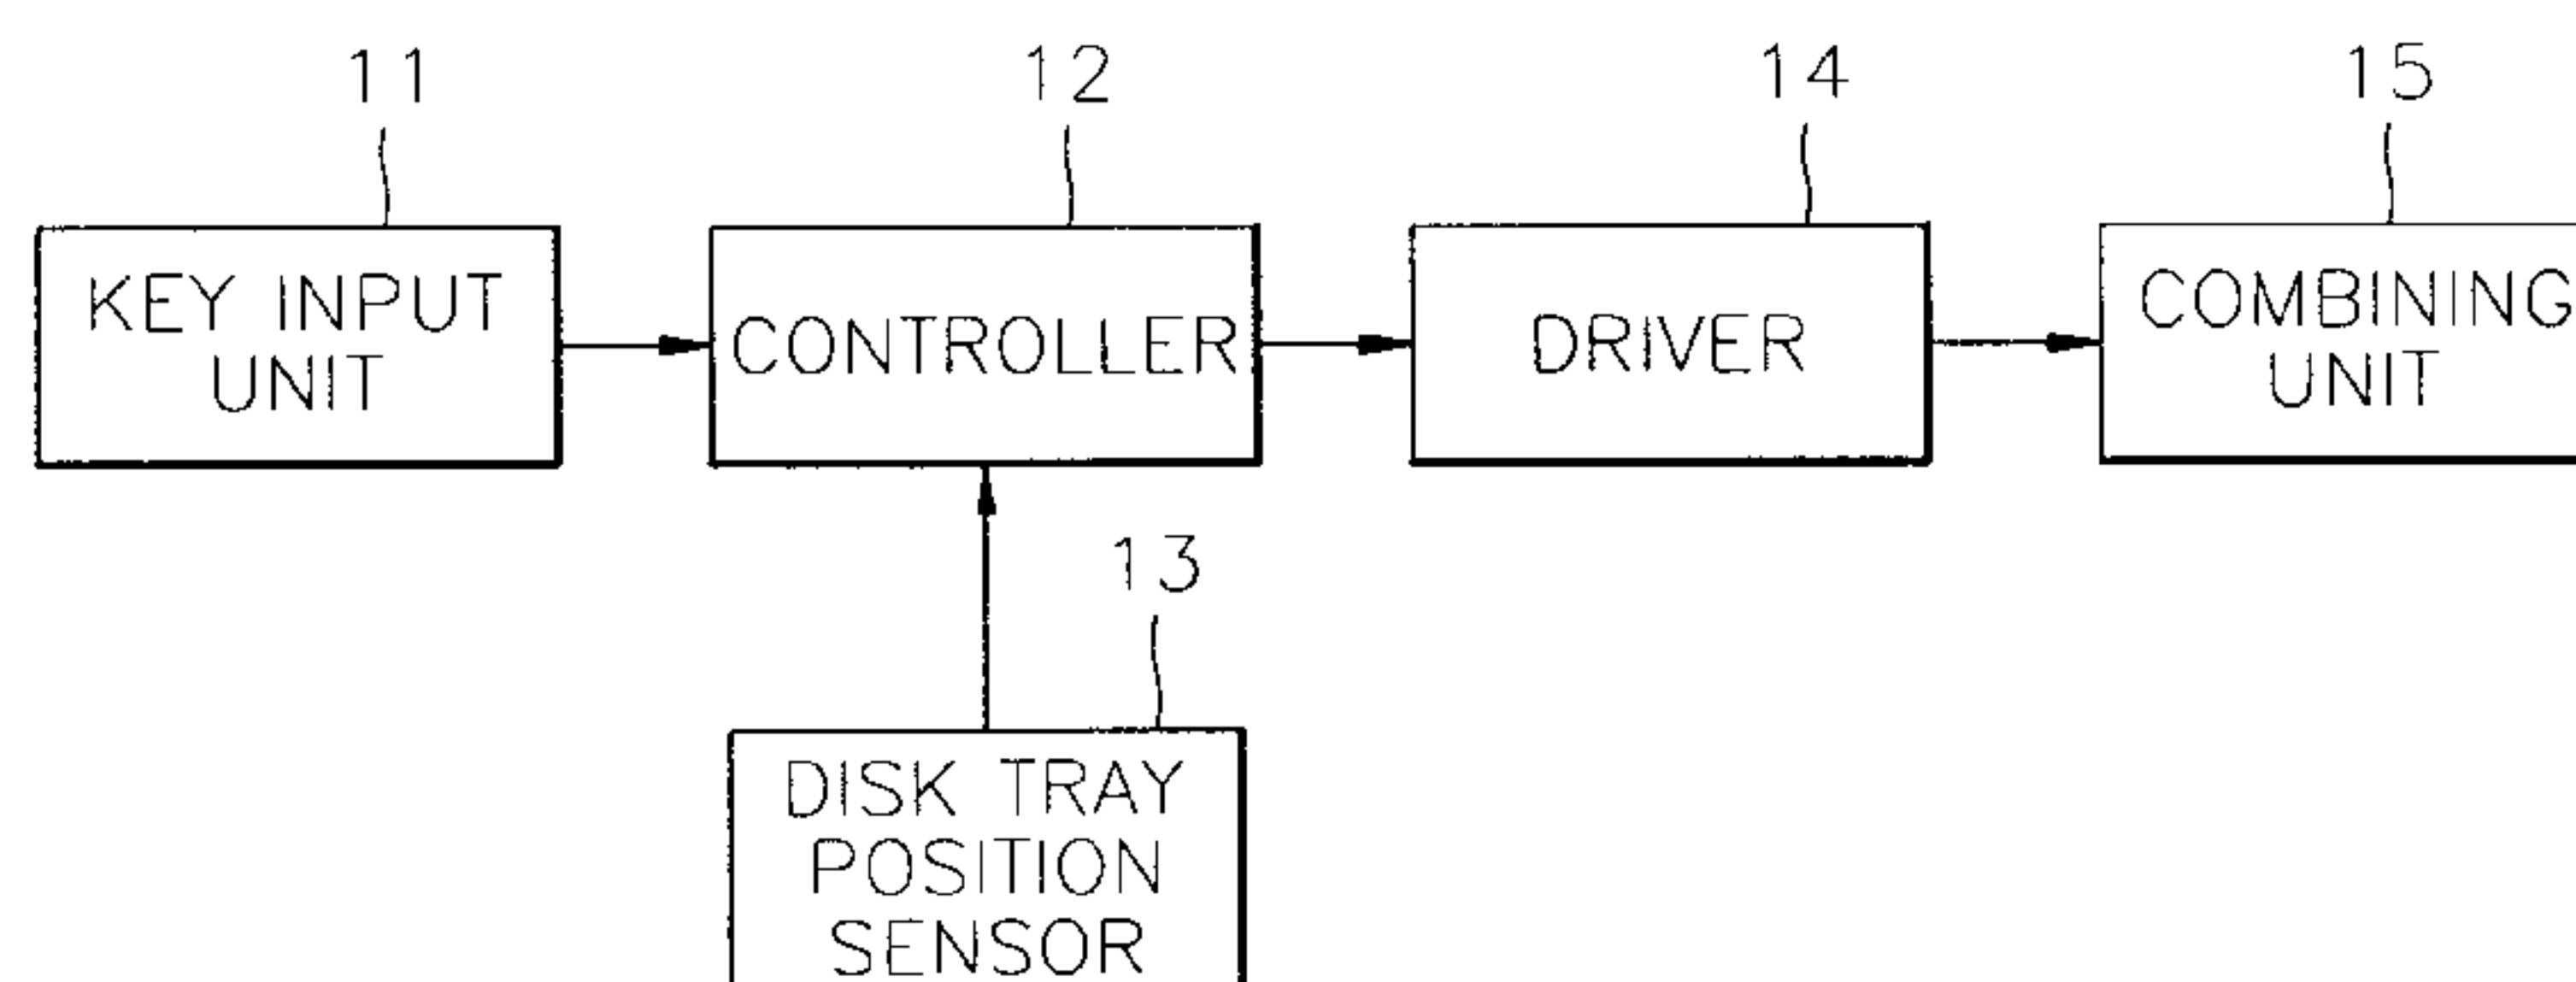 11
12
14
15
KEY INPUT
UNIT
CONTROLLER
DRIVER
COMBINING
UNIT
13
DISK TRAY
POSITION
SENSOR